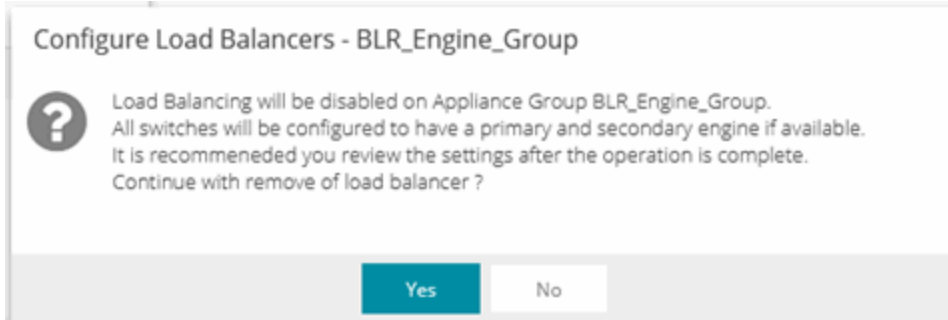 Configure Load Balancers - BLR_Engine_Group
Load Balancing will be disabled on Appliance Group BLR_Engine_Group.
All switches will be configured to have a primary and secondary engine if available.
It is recommeneded you review the settings after the operation is complete.
Continue with remove of load balancer ?
Yes
No